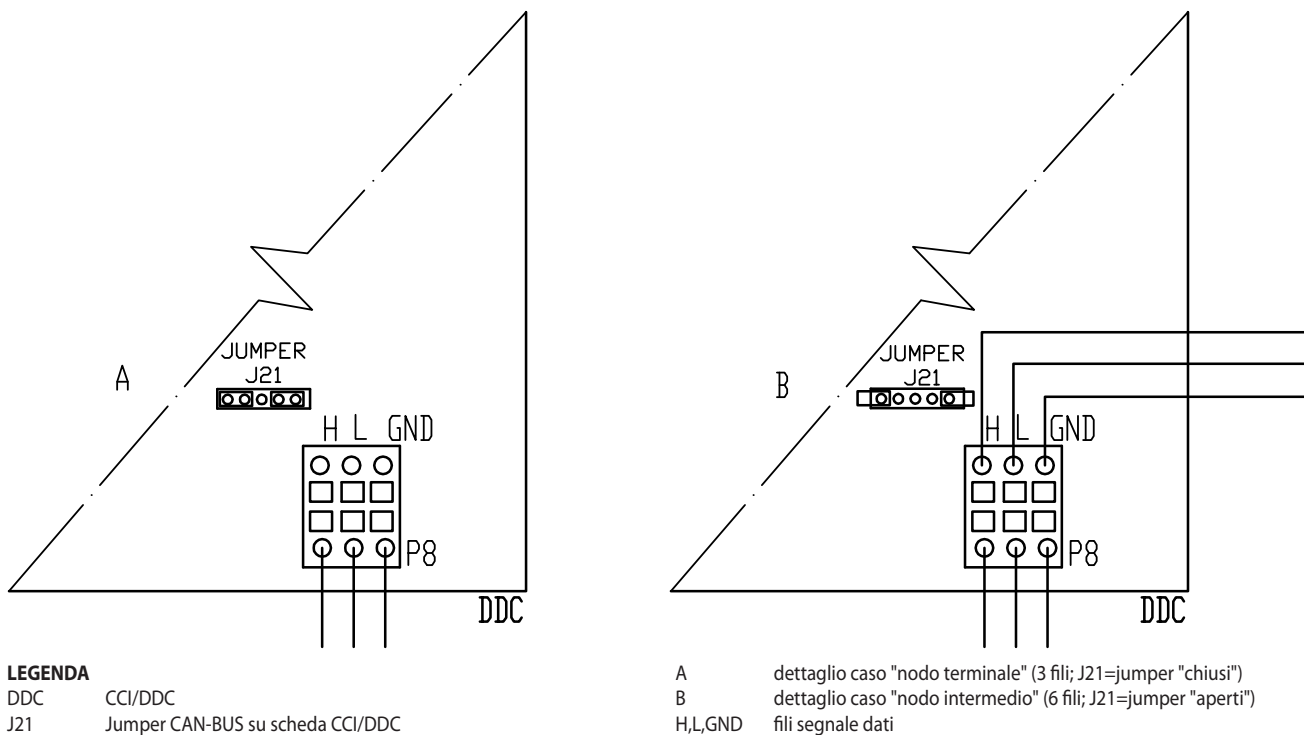 A
JUMPER
J21
H L GND
P8
DDC
B
JUMPER
J21
H L GND
P8
DDC
LEGENDA
DDC CCI/DDC
J21 Jumper CAN-BUS su scheda CCI/DDC
A dettaglio caso "nodo terminale" (3 fili; J21=jumper "chiusi")
B dettaglio caso "nodo intermedio" (6 fili; J21=jumper "aperti")
H,L,GND fili segnale dati